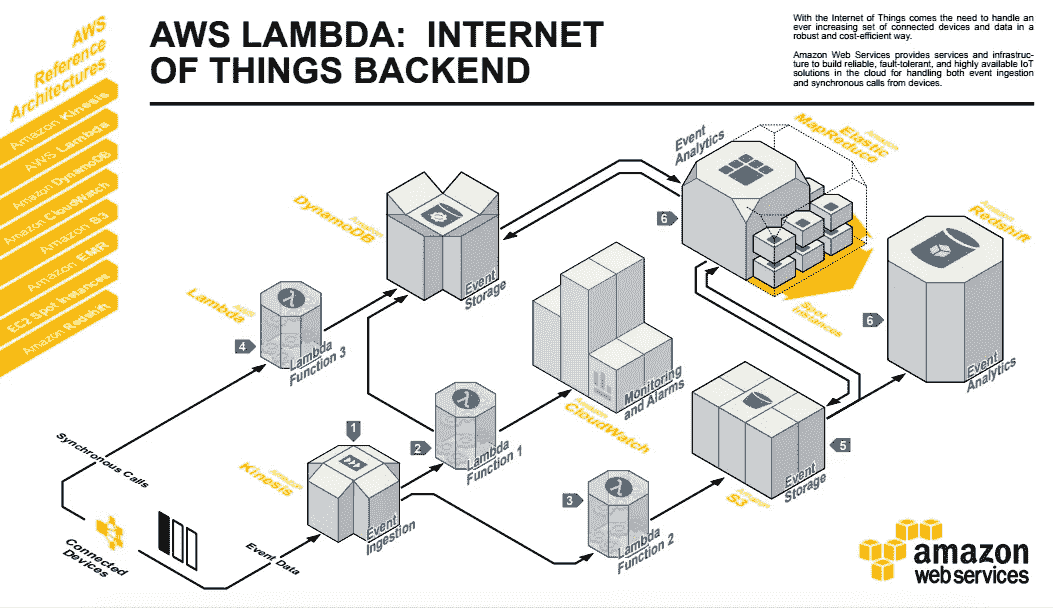 AWS
Reference
Architectures
Amazon Kinesis
AWS Lambda
Amazon DynamoDB
Amazon CloudWatch
Amazon S3
Amazon EMR
EC2 Spot Instances
Amazon Redshift
AWS LAMBDA: INTERNET
OF THINGS BACKEND
With the Internet of Things comes the need to handle an
ever increasing set of connected devices and data in a
robust and cost-efficient way.
Amazon Web Services provides services and infrastruc-
ture to build reliable, fault-tolerant, and highly available IoT
solutions in the cloud for handling both event ingestion
and synchronous calls from devices.
Event
Analytics
Amazon
Elastic
MapReduce
6
Spot
Instances
Amazon
DynamoDB
Event
Storage
Amazon
Redshift
6
Event
Analytics
Lambda
4
Lambda
Function 3
Monitoring
and Alarms
Amazon
CloudWatch
2
Lambda
Function 1
1
Amazon
Kinesis
Event
Ingestion
3
Lambda
Function 2
5
Event
Storage
Amazon
S3
Synchronous Calls
Connected
Devices
Event Data
amazon
web services